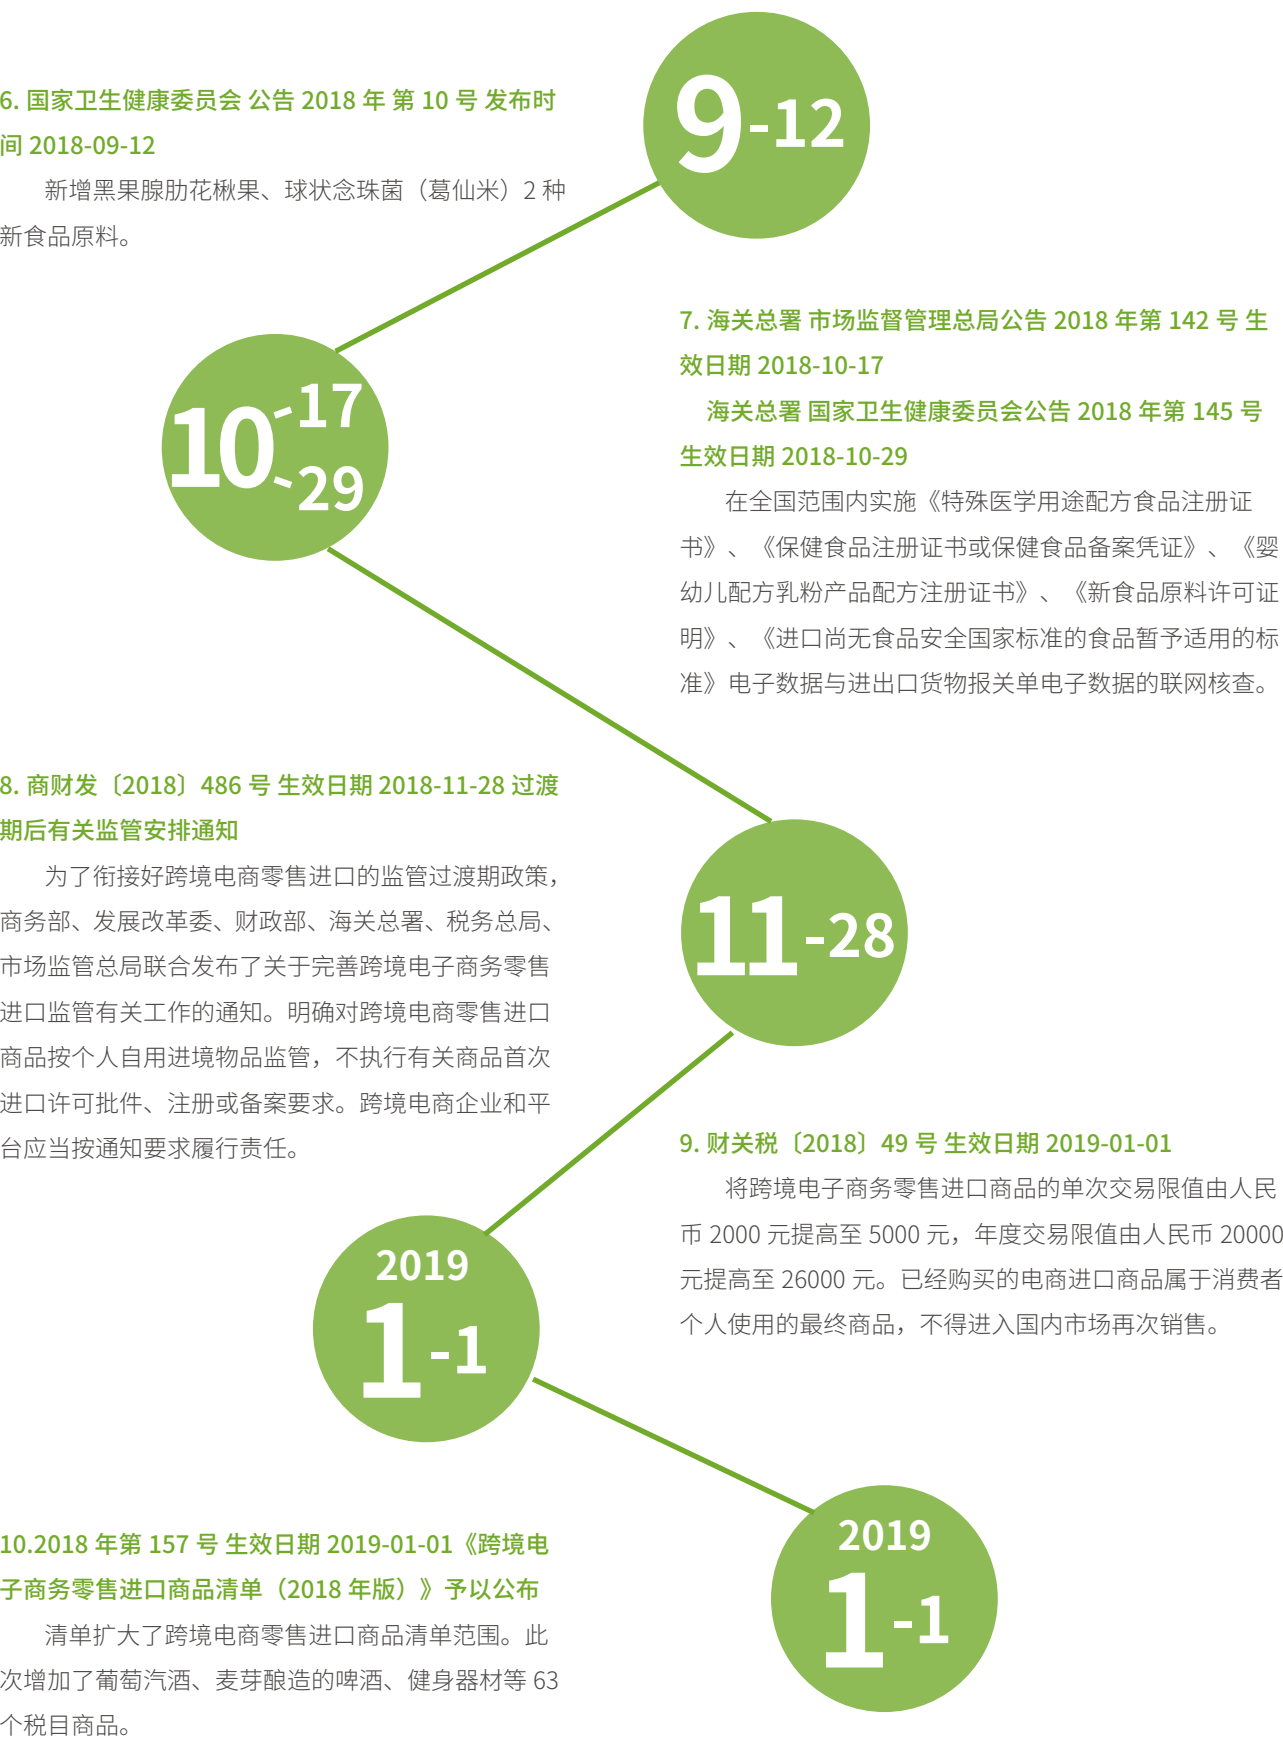 9-12
6. 国家卫生健康委员会 公告 2018 年 第 10 号 发布时
间 2018-09-12
新增黑果腺肋花楸果、球状念珠菌（葛仙米）2 种
新食品原料。
10-17
-29
7. 海关总署 市场监督管理总局公告 2018 年第 142 号 生
效日期 2018-10-17
海关总署 国家卫生健康委员会公告 2018 年第 145 号
生效日期 2018-10-29
在全国范围内实施《特殊医学用途配方食品注册证
书》、《保健食品注册证书或保健食品备案凭证》、《婴
幼儿配方乳粉产品配方注册证书》、《新食品原料许可证
明》、《进口尚无食品安全国家标准的食品暂予适用的标
准》电子数据与进出口货物报关单电子数据的联网核查。
8. 商财发〔2018〕486 号 生效日期 2018-11-28 过渡
期后有关监管安排通知
为了衔接好跨境电商零售进口的监管过渡期政策，
商务部、发展改革委、财政部、海关总署、税务总局、
市场监管总局联合发布了关于完善跨境电子商务零售
进口监管有关工作的通知。明确对跨境电商零售进口
商品按个人自用进境物品监管，不执行有关商品首次
进口许可批件、注册或备案要求。跨境电商企业和平
台应当按通知要求履行责任。
11-28
9. 财关税〔2018〕49 号 生效日期 2019-01-01
将跨境电子商务零售进口商品的单次交易限值由人民
币 2000 元提高至 5000 元，年度交易限值由人民币 20000
元提高至 26000 元。已经购买的电商进口商品属于消费者
个人使用的最终商品，不得进入国内市场再次销售。
2019
1-1
10.2018 年第 157 号 生效日期 2019-01-01《跨境电
子商务零售进口商品清单（2018 年版）》予以公布
清单扩大了跨境电商零售进口商品清单范围。此
次增加了葡萄汽酒、麦芽酿造的啤酒、健身器材等 63
个税目商品。
2019
1-1